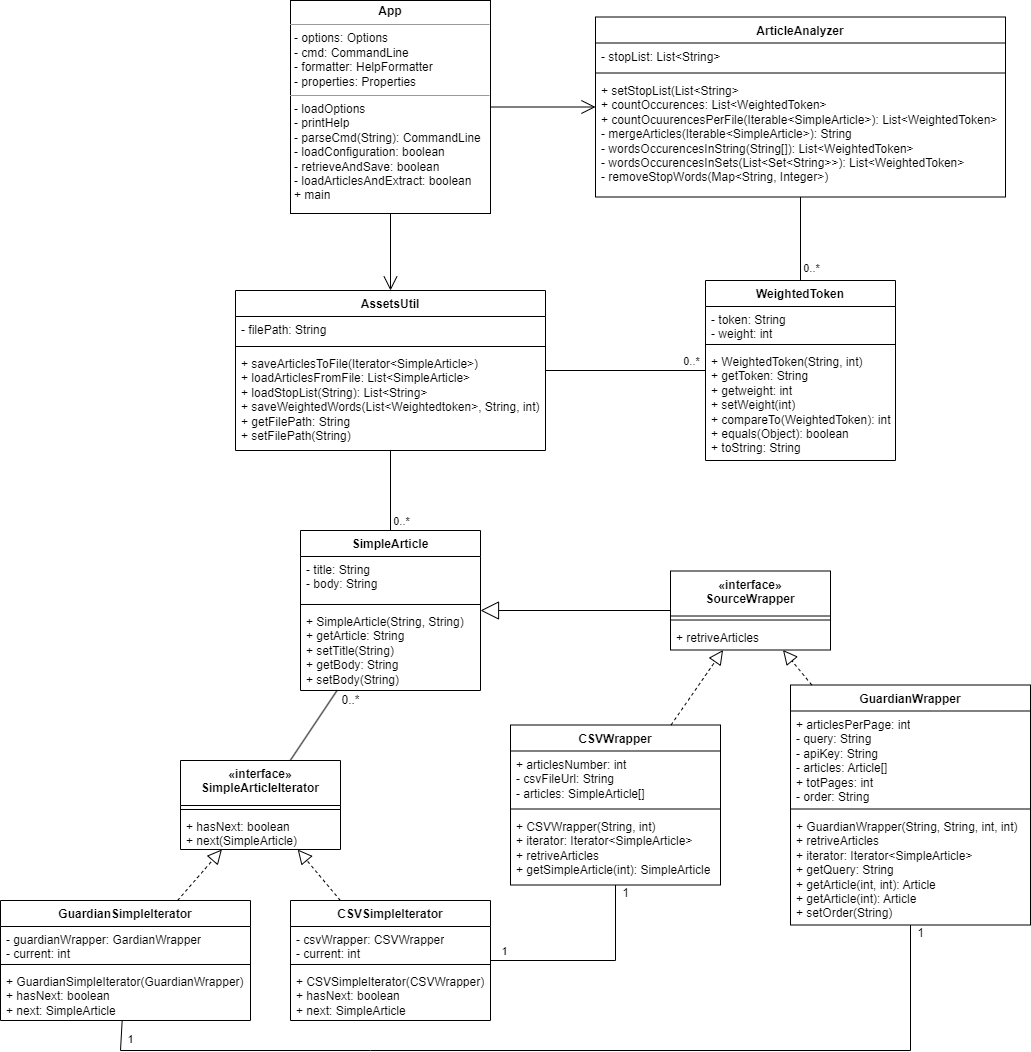 App
- options: Options
- cmd: CommandLine
- formatter: HelpFormatter
- properties: Properties
- loadOptions
- printHelp
- parseCmd(String): CommandLine
- loadConfiguration: boolean
- retrieveAndSave: boolean
- loadArticlesAndExtract: boolean
+ main
ArticleAnalyzer
- stopList: List<String>
+ setStopList(List<String>
+ countOccurences: List<WeightedToken>
+ countOcuurencesPerFile(Iterable<SimpleArticle>): List<WeightedToken>
- mergeArticles(Iterable<SimpleArticle>): String
- wordsOccurencesInString(String[]): List<WeightedToken>
- wordsOccurencesInSets(List<Set<String>>): List<WeightedToken>
- removeStopWords(Map<String, Integer>)
0..*
AssetsUtil
- filePath: String
+ saveArticlesToFile(Iterator<SimpleArticle>)
+ loadArticlesFromFile: List<SimpleArticle>
+ loadStopList(String): List<String>
+ saveWeightedWords(List<Weightedtoken>, String, int)
+ getFilePath: String
+ setFilePath(String)
0..*
WeightedToken
- token: String
- weight: int
+ WeightedToken(String, int)
+ getToken: String
+ getweight: int
+ setWeight(int)
+ compareTo(WeightedToken): int
+ equals(Object): boolean
+ toString: String
0..*
SimpleArticle
- title: String
- body: String
+ SimpleArticle(String, String)
+ getArticle: String
+ setTitle(String)
+ getBody: String
+ setBody(String)
0..*
«interface»
SourceWrapper
+ retriveArticles
CSVWrapper
+ articlesNumber: int
- csvFileUrl: String
- articles: SimpleArticle[]
+ CSVWrapper(String, int)
+ iterator: Iterator<SimpleArticle>
+ retriveArticles
+ getSimpleArticle(int): SimpleArticle
1
GuardianWrapper
+ articlesPerPage: int
- query: String
- apiKey: String
- articles: Article[]
+ totPages: int
- order: String
+ GuardianWrapper(String, String, int, int)
+ retriveArticles
+ iterator: Iterator<SimpleArticle>
+ getQuery: String
+ getArticle(int, int): Article
+ getArticle(int): Article
+ setOrder(String)
1
«interface»
SimpleArticleIterator
+ hasNext: boolean
+ next(SimpleArticle)
GuardianSimpleIterator
- guardianWrapper: GardianWrapper
- current: int
+ GuardianSimpleIterator(GuardianWrapper)
+ hasNext: boolean
+ next: SimpleArticle
1
CSVSimpleIterator
- csvWrapper: CSVWrapper
- current: int
+ CSVSimpleIterator(CSVWrapper)
+ hasNext: boolean
+ next: SimpleArticle
1